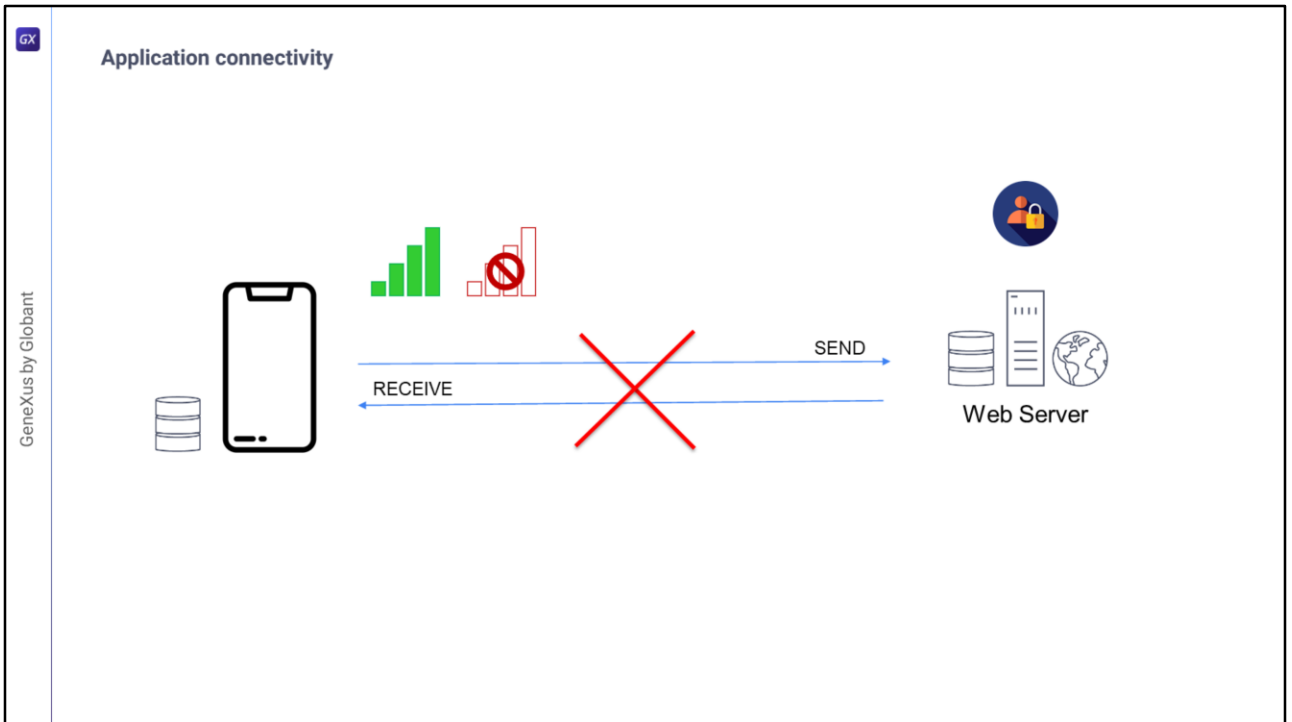 GX
Application connectivity
GeneXus by Globant
SEND
RECEIVE
Web Server